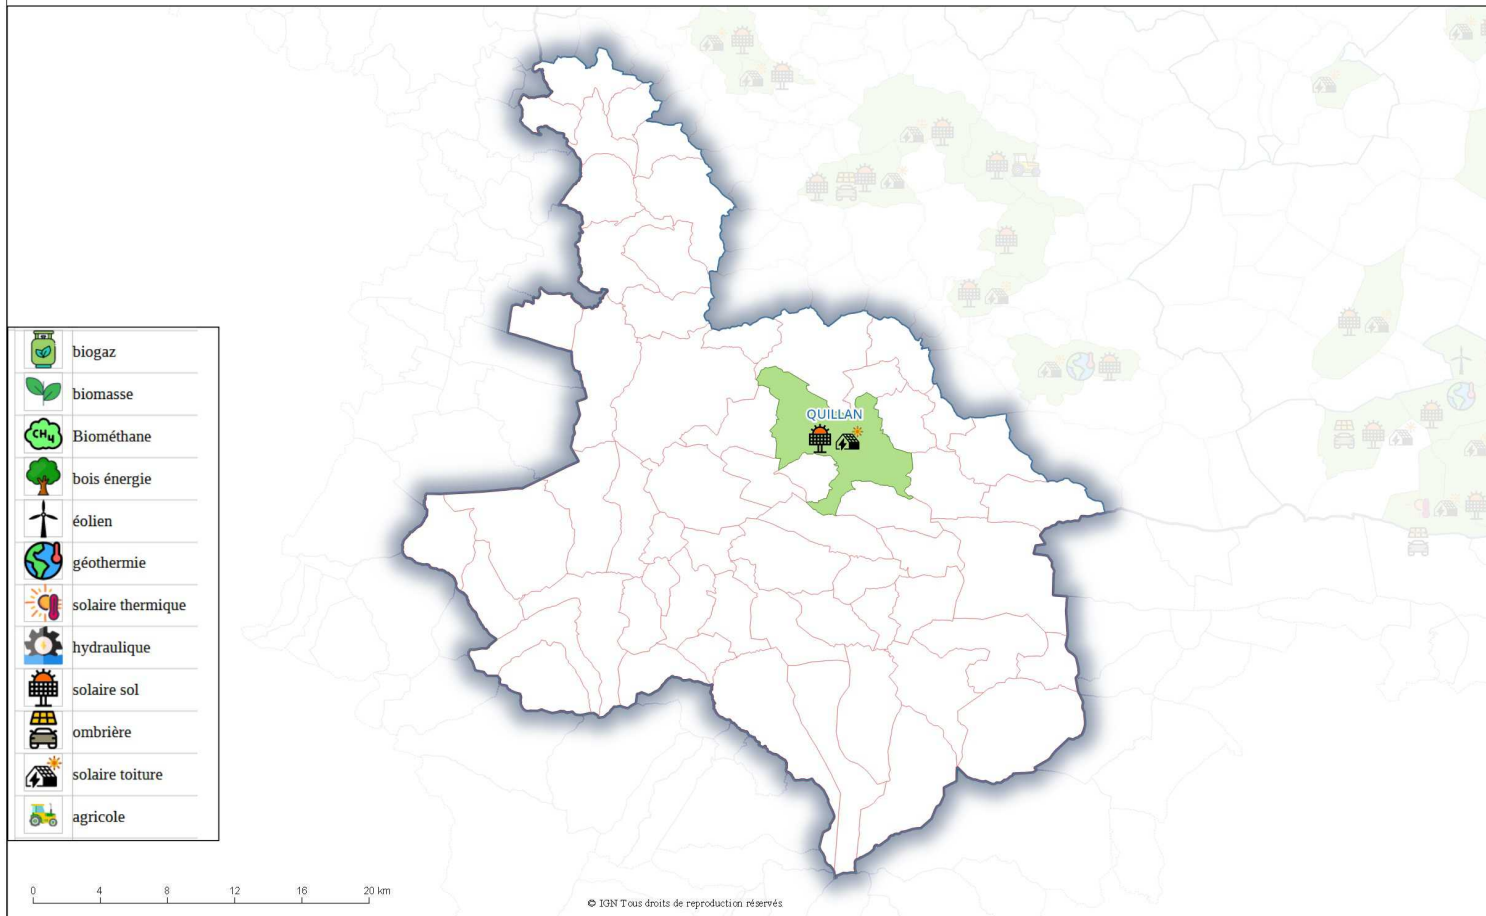 QUILLAN
biogaz
biomasse
CH4
Biométhane
bois énergie
éolien
géothermie
solaire thermique
hydraulique
solaire sol
ombrière
solaire toiture
agricole
0 4 8 12 16 20 km
© IGN Tous droits de reproduction réservés